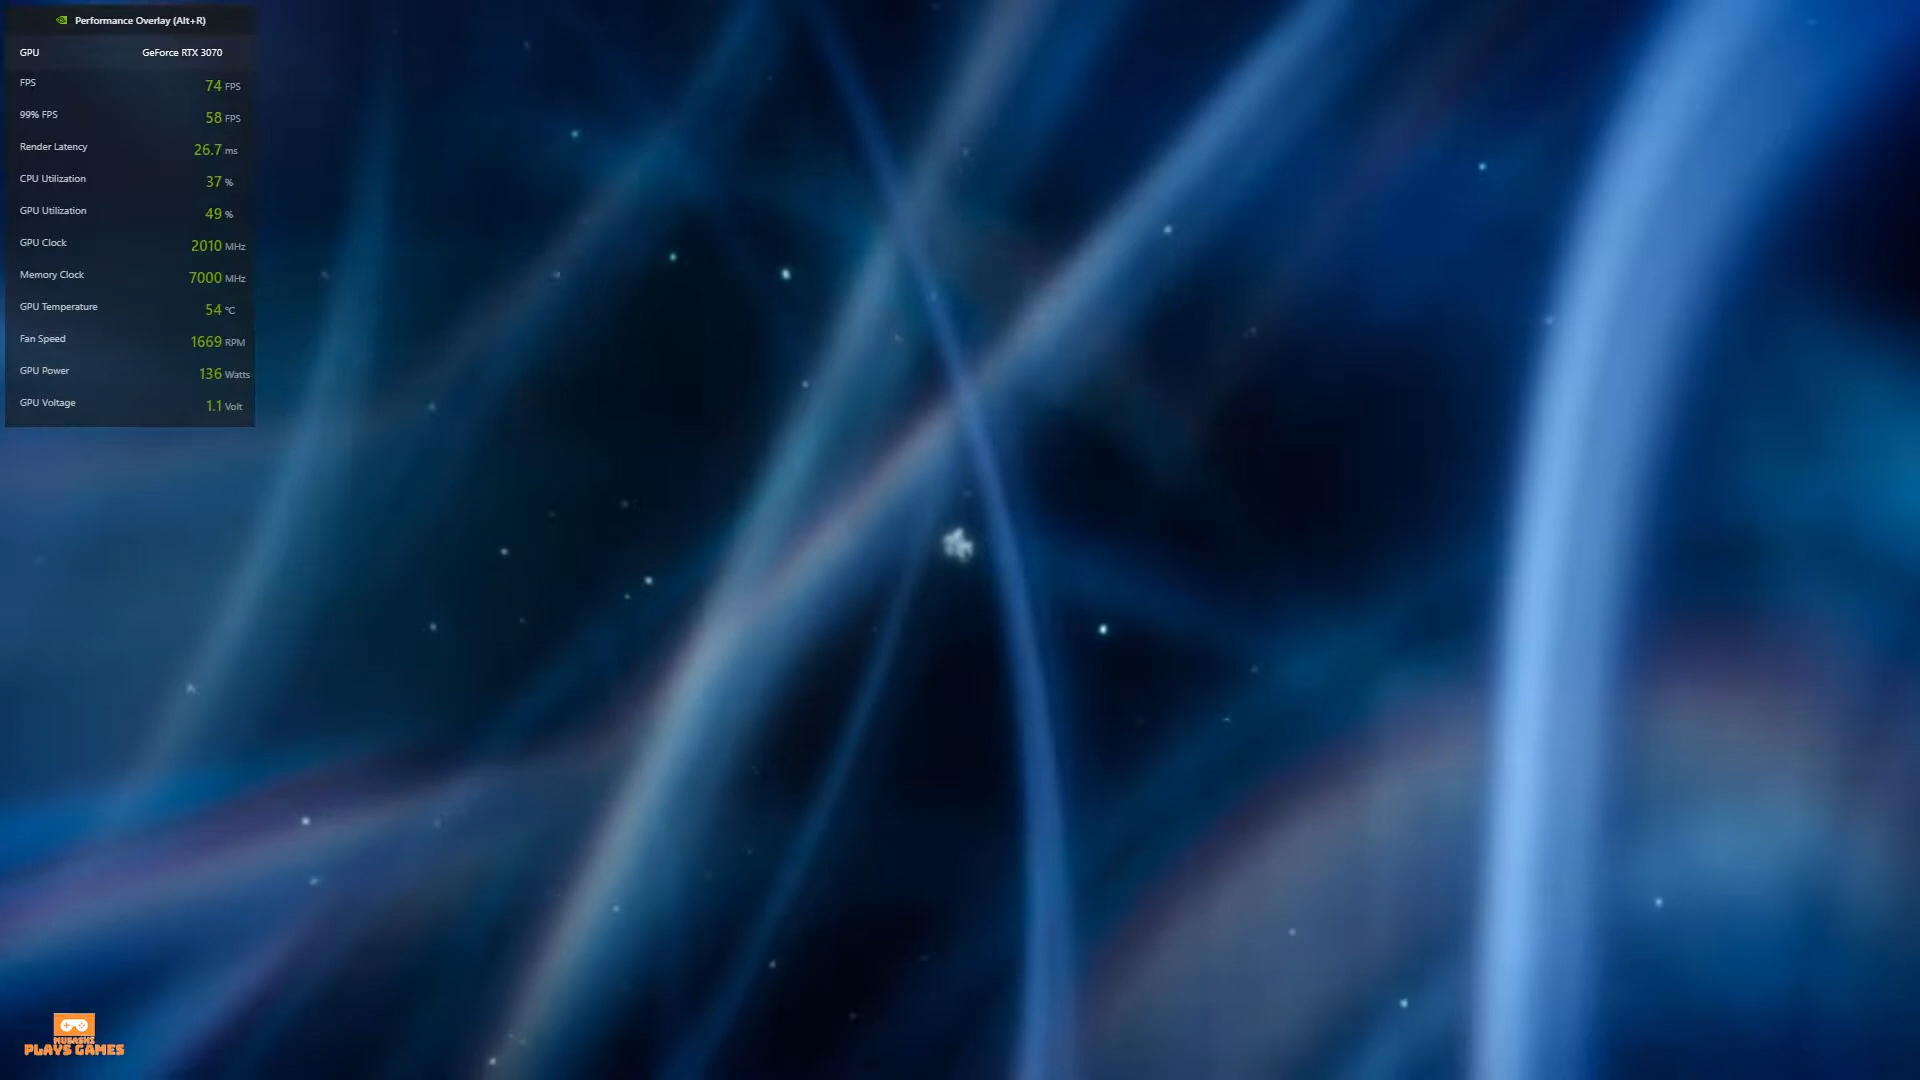 Performance Overlay (Alt+R)
GPU GeForce RTX 3070
FPS 74 FPS
99% FPS 58 FPS
Render Latency 26.7 ms
CPU Utilization 37 %
GPU Utilization 49 %
GPU Clock 2010 MHz
Memory Clock 7000 MHz
GPU Temperature 54 °C
Fan Speed 1669 RPM
GPU Power 136 Watts
GPU Voltage 1.1 Volt
MUBASHI
PLAYS GAMES